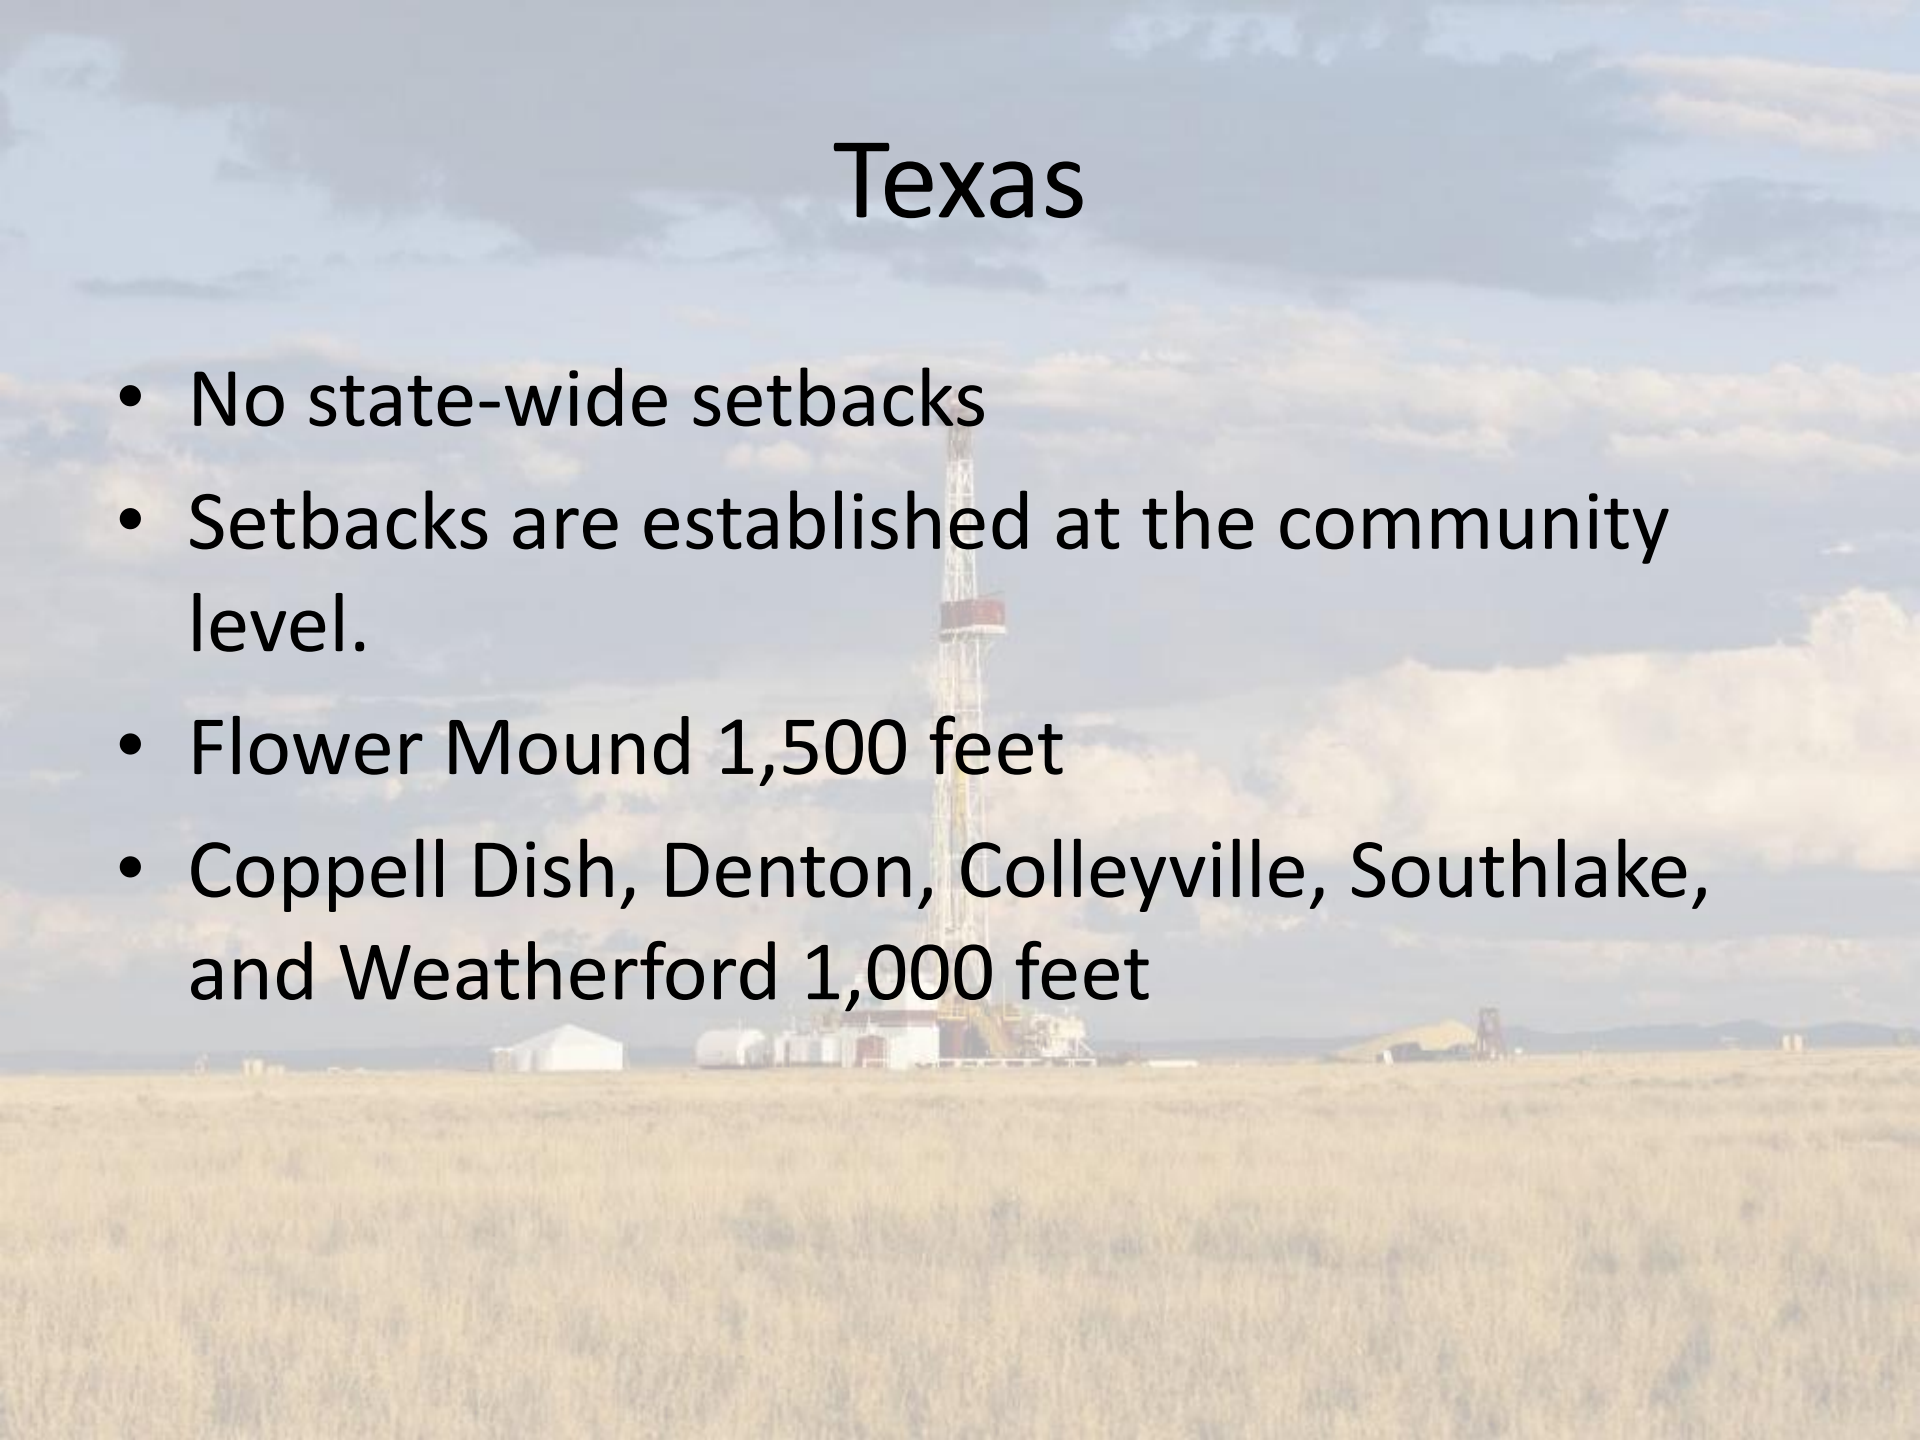 Texas
• No state-wide setbacks
• Setbacks are established at the community
level.
• Flower Mound 1,500 feet
• Coppell Dish, Denton, Colleyville, Southlake,
and Weatherford 1,000 feet